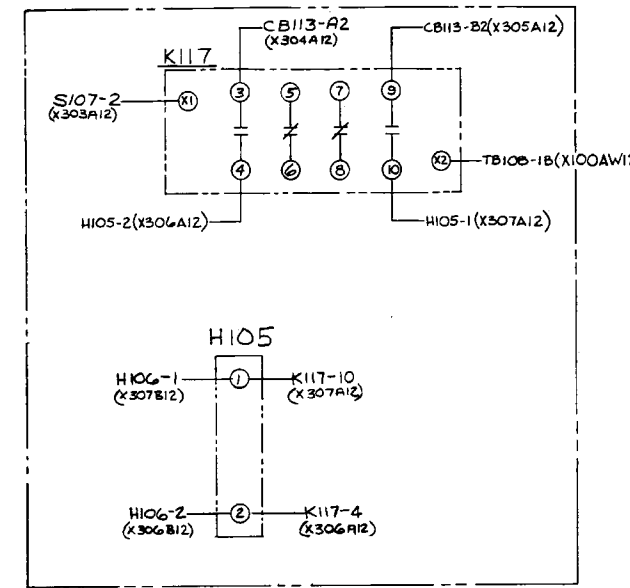 CB113-A2
(X304A12)
CB113-B2(X305A12)
K117
S107-2
(X303A12)
X1
3
5
7
9
4
6
8
10
X2
TB108-1B(X100AW1
H105-2(X306A12)
H105-1(X307A12)
H105
H106-1
(X307B12)
1
K117-10
(X307A12)
H106-2
(X306B12)
2
K117-4
(X306A12)